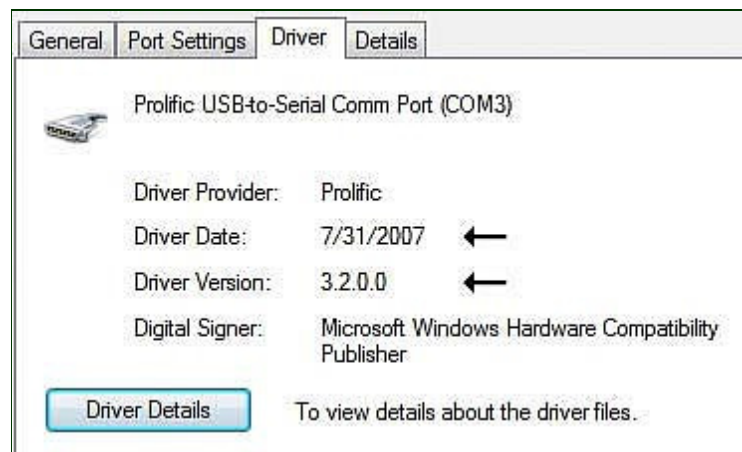 General Port Settings Driver Details
Prolific USB-to-Serial Comm Port (COM3)
Driver Provider: Prolific
Driver Date: 7/31/2007
Driver Version: 3.2.0.0
Digital Signer: Microsoft Windows Hardware Compatibility
Publisher
Driver Details To view details about the driver files.